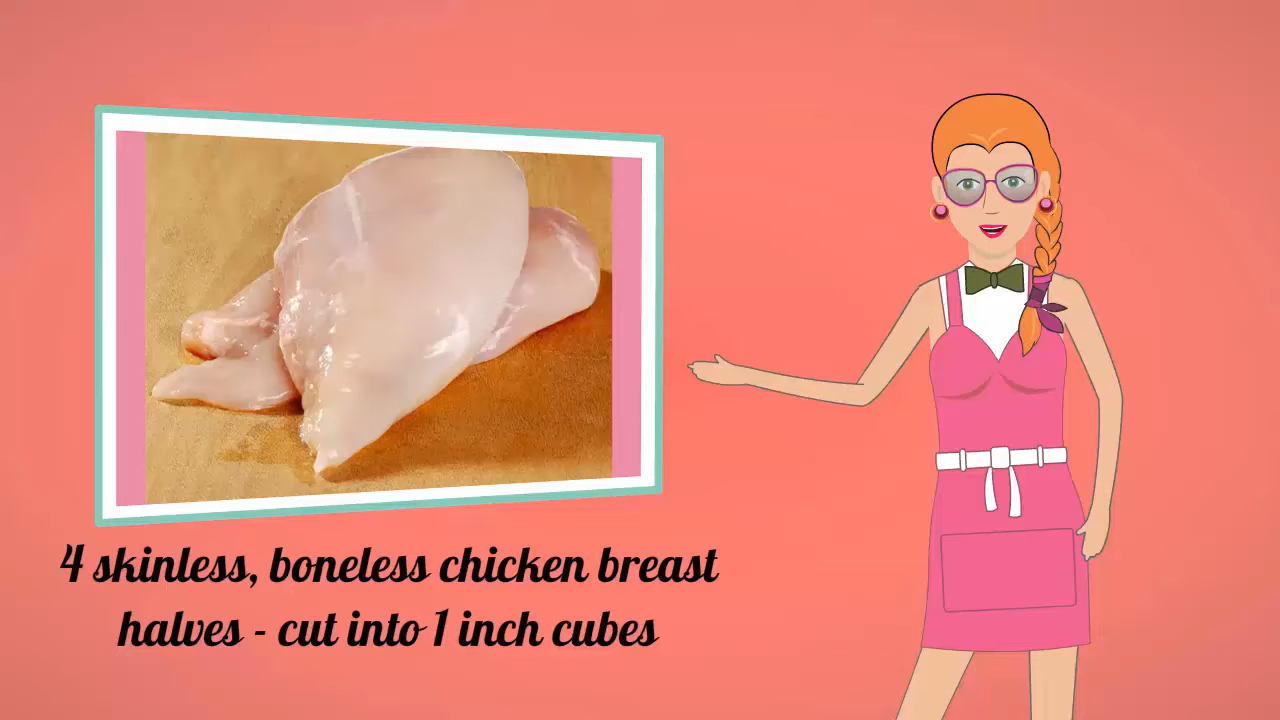 4 skinless, boneless chicken breast
halves - cut into 1 inch cubes